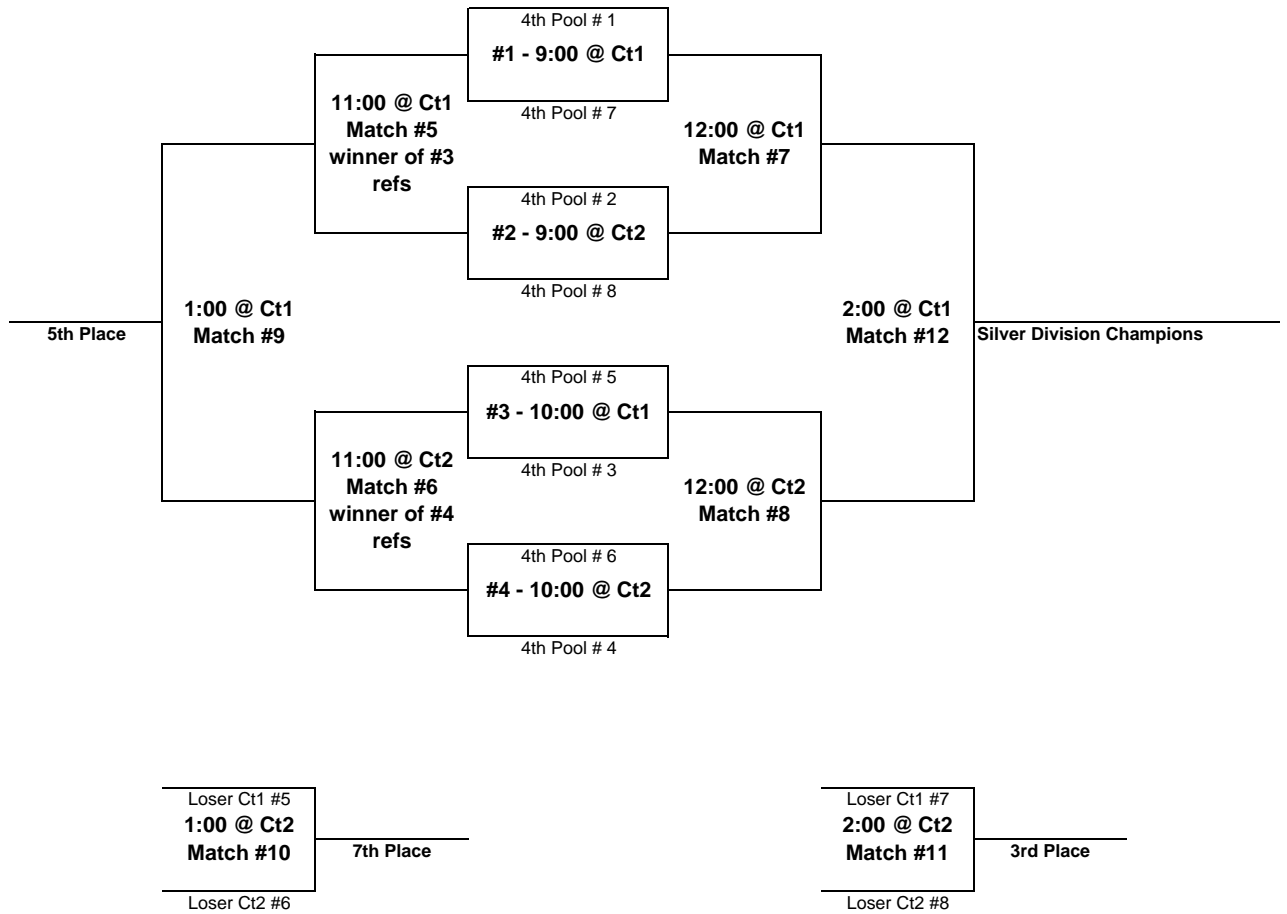 4th Pool # 1
#1 - 9:00 @ Ct1
4th Pool # 7
11:00 @ Ct1
Match #5
winner of #3
refs
12:00 @ Ct1
Match #7
4th Pool # 2
#2 - 9:00 @ Ct2
4th Pool # 8
1:00 @ Ct1
Match #9
5th Place
2:00 @ Ct1
Match #12
Silver Division Champions
4th Pool # 5
#3 - 10:00 @ Ct1
4th Pool # 3
11:00 @ Ct2
Match #6
winner of #4
refs
12:00 @ Ct2
Match #8
4th Pool # 6
#4 - 10:00 @ Ct2
4th Pool # 4
Loser Ct1 #5
1:00 @ Ct2
Match #10
7th Place
Loser Ct2 #6
Loser Ct1 #7
2:00 @ Ct2
Match #11
3rd Place
Loser Ct2 #8